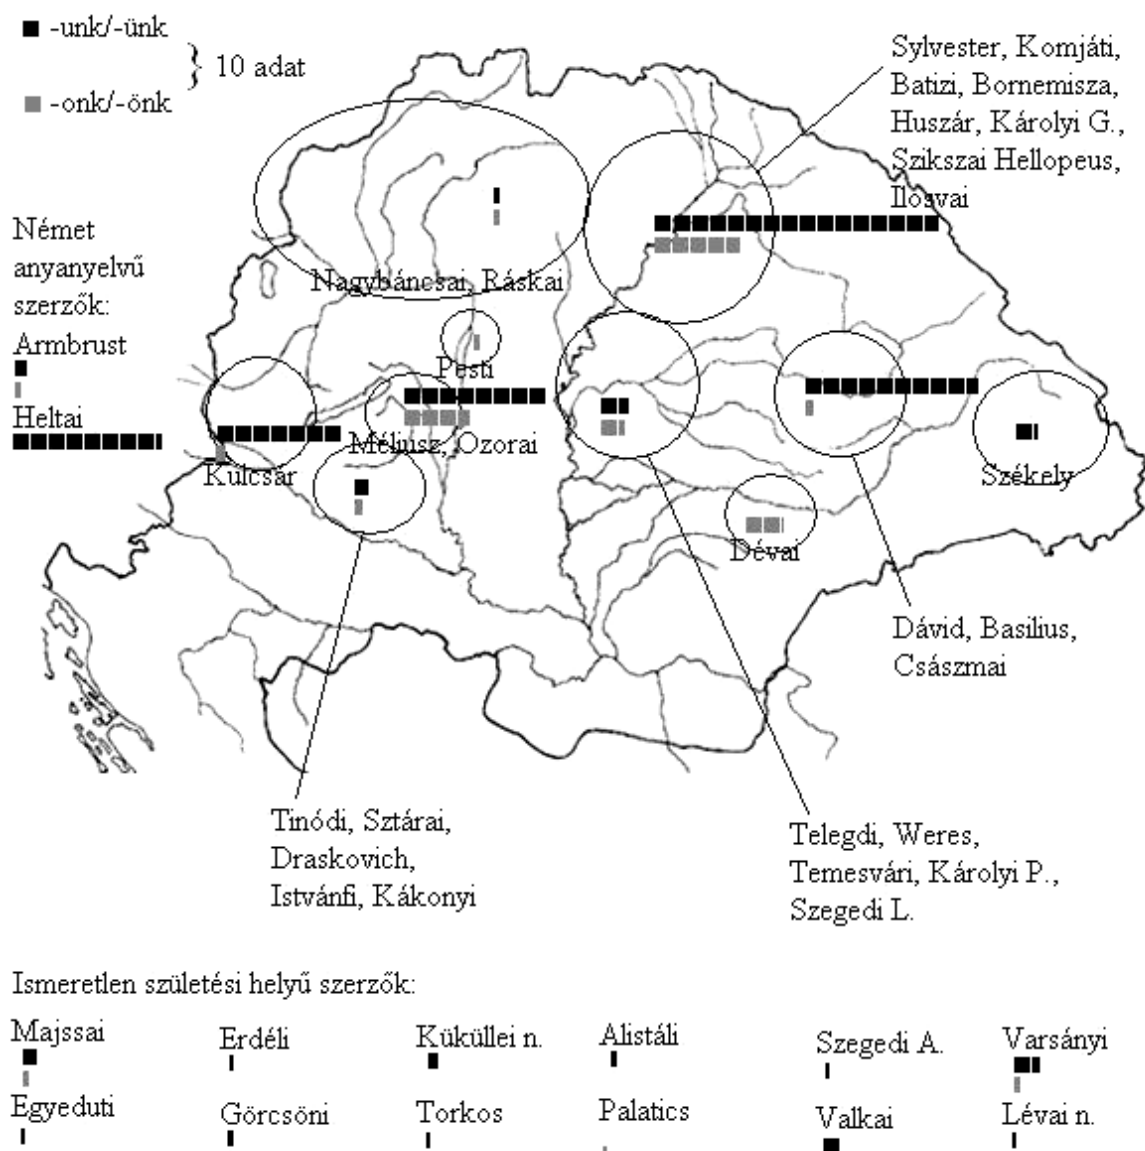 -unk/-ünk
} 10 adat
-onk/-önk
Sylvester, Komjáti,
Batizi, Bornemisza,
Huszár, Károlyi G.,
Szikszai Hellopeus,
Ilosvai
Német
anyanyelvű
szerzők:
Armbrust
Heltai
Nagybáncsai, Ráskai
Pesti
Méliusz, Ozorai
Kulcsár
Székely
Dévai
Dávid, Basilius,
Császmai
Tinódi, Sztárai,
Draskovich,
Istvánfi, Kákonyi
Telegdi, Weres,
Temesvári, Károlyi P.,
Szegedi L.
Ismeretlen születési helyű szerzők:
Majssai Erdéli Küküllei n. Alistáli Szegedi A. Varsányi
Egyeduti Görcsöni Torkos Palatics Valkai Lévai n.